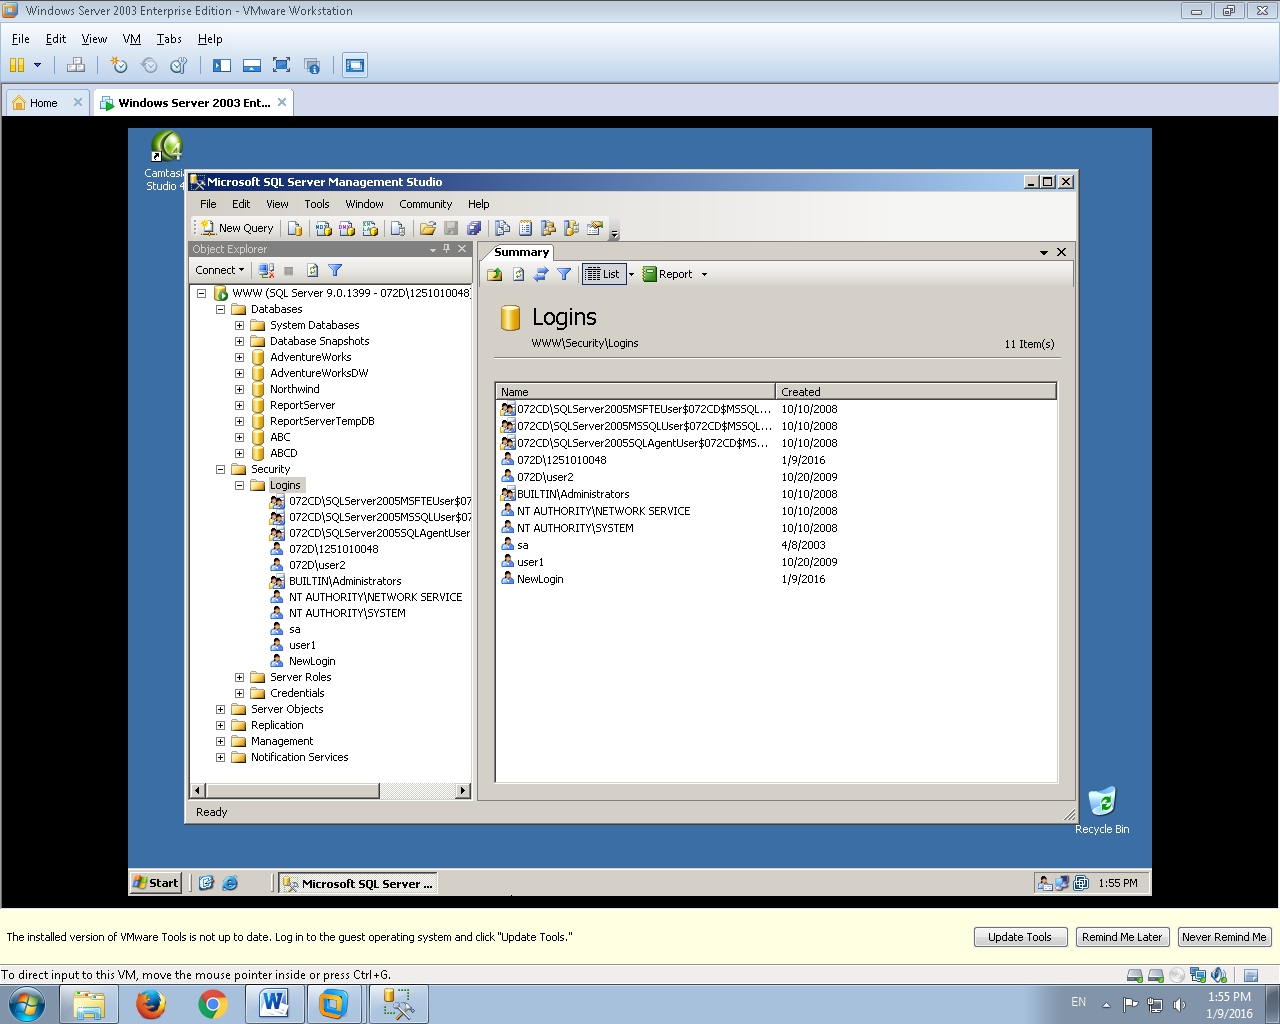 Windows Server 2003 Enterprise Edition - VMware Workstation
File Edit View VM Tabs Help
Home
Windows Server 2003 Ent...
Camtasia
Studio 4
Microsoft SQL Server Management Studio
File Edit View Tools Window Community Help
New Query
Object Explorer
Connect
WWW (SQL Server 9.0.1399 - 072D\1251010048)
Databases
System Databases
Database Snapshots
AdventureWorks
AdventureWorksDW
Northwind
ReportServer
ReportServerTempDB
ABC
ABCD
Security
Logins
072CD\SQLServer2005MSFTEUser$07
072CD\SQLServer2005MSSQLUser$07
072CD\SQLServer2005SQLAgentUser
072D\1251010048
072D\user2
BUILTIN\Administrators
NT AUTHORITY\NETWORK SERVICE
NT AUTHORITY\SYSTEM
sa
user1
NewLogin
Server Roles
Credentials
Server Objects
Replication
Management
Notification Services
Summary
List Report
Logins
WWW\Security\Logins 11 Item(s)
Name Created
072CD\SQLServer2005MSFTEUser$072CD$MSSQL... 10/10/2008
072CD\SQLServer2005MSSQLUser$072CD$MSSQL... 10/10/2008
072CD\SQLServer2005SQLAgentUser$072CD$MS... 10/10/2008
072D\1251010048 1/9/2016
072D\user2 10/20/2009
BUILTIN\Administrators 10/10/2008
NT AUTHORITY\NETWORK SERVICE 10/10/2008
NT AUTHORITY\SYSTEM 10/10/2008
sa 4/8/2003
user1 10/20/2009
NewLogin 1/9/2016
Ready
Recycle Bin
Start
Microsoft SQL Server ...
1:55 PM
The installed version of VMware Tools is not up to date. Log in to the guest operating system and click "Update Tools."
Update Tools Remind Me Later Never Remind Me
To direct input to this VM, move the mouse pointer inside or press Ctrl+G.
EN
1:55 PM
1/9/2016